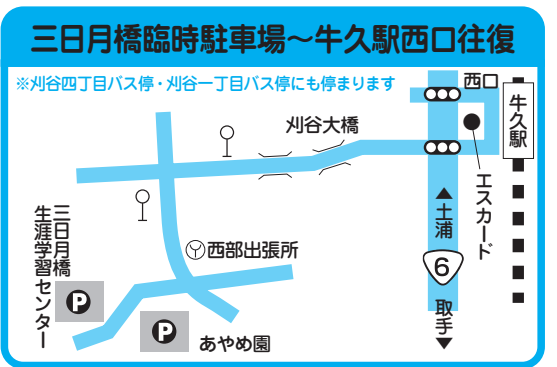 三日月橋臨時駐車場～牛久駅西口往復
※刈谷四丁目バス停・刈谷一丁目バス停にも停まります
西口
牛久駅
刈谷大橋
エスカード
▲土浦
6
取手▼
西部出張所
三日月橋
生涯学習センター
P
P
あやめ園